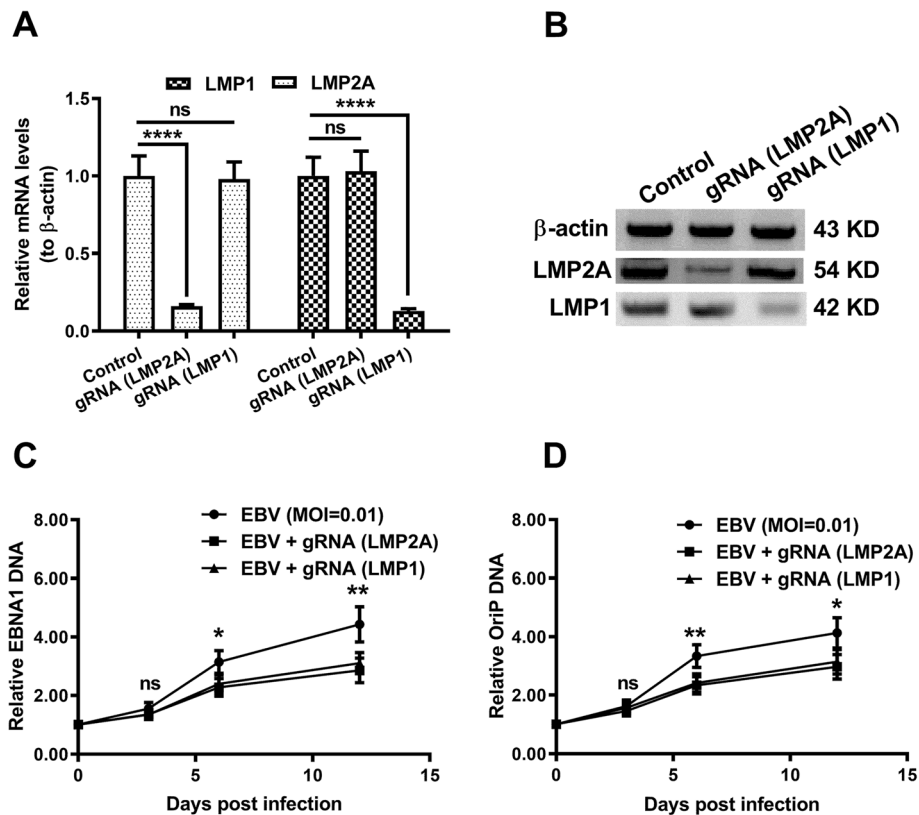 A
LMP1 LMP2A
Relative mRNA levels
(to β-actin)
1.5
1.0
0.5
0.0
ns
****
****
ns
Control
gRNA (LMP2A)
gRNA (LMP1)
Control
gRNA (LMP2A)
gRNA (LMP1)
B
Control
gRNA (LMP2A)
gRNA (LMP1)
β-actin 43 KD
LMP2A 54 KD
LMP1 42 KD
C
EBV (MOI=0.01)
EBV + gRNA (LMP2A)
EBV + gRNA (LMP1)
Relative EBNA1 DNA
8.00
6.00
4.00
2.00
0.00
ns
*
**
0 5 10 15
Days post infection
D
EBV (MOI=0.01)
EBV + gRNA (LMP2A)
EBV + gRNA (LMP1)
Relative OriP DNA
8.00
6.00
4.00
2.00
0.00
ns
**
*
0 5 10 15
Days post infection